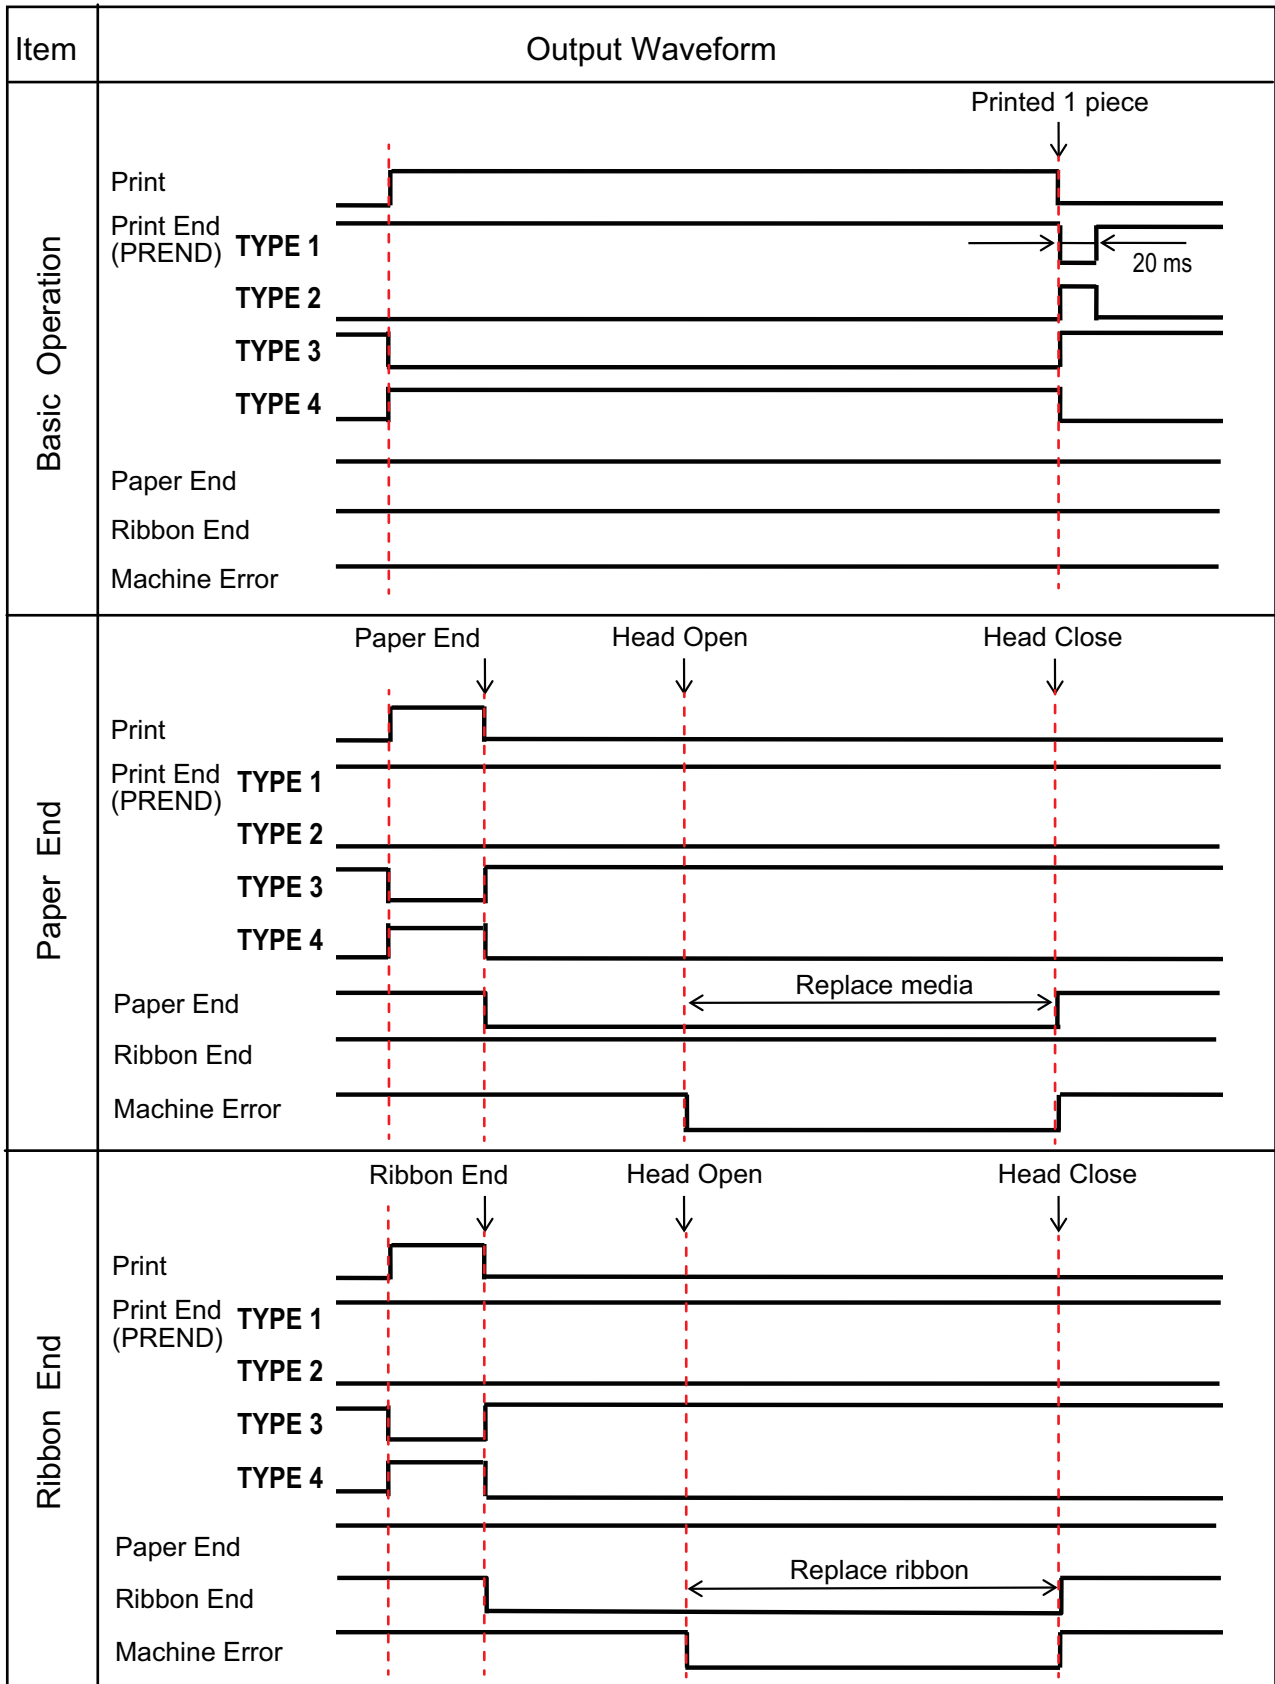 Item
Output Waveform
Basic Operation
Printed 1 piece
Print
Print End
(PREND)
TYPE 1
20 ms
TYPE 2
TYPE 3
TYPE 4
Paper End
Ribbon End
Machine Error
Paper End
Paper End
Head Open
Head Close
Print
Print End
(PREND)
TYPE 1
TYPE 2
TYPE 3
TYPE 4
Replace media
Paper End
Ribbon End
Machine Error
Ribbon End
Ribbon End
Head Open
Head Close
Print
Print End
(PREND)
TYPE 1
TYPE 2
TYPE 3
TYPE 4
Paper End
Replace ribbon
Ribbon End
Machine Error